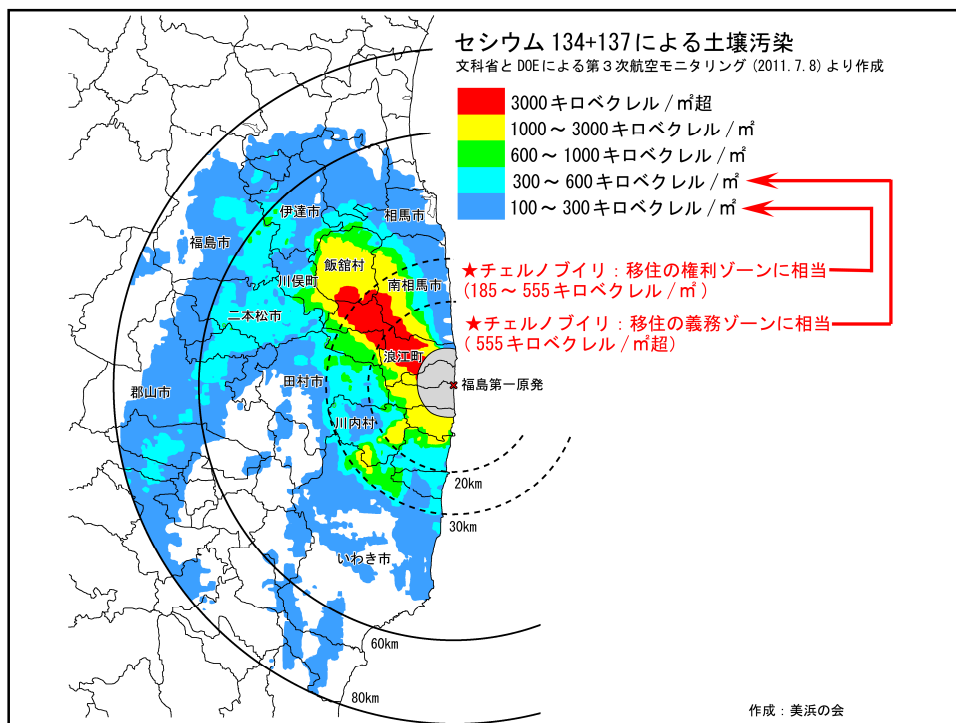 セシウム 134+137による土壌汚染
文科省とDOEによる第3次航空モニタリング (2011.7.8) より作成
3000キロベクレル/㎡超
1000～3000キロベクレル/㎡
600～1000キロベクレル/㎡
300～600キロベクレル/㎡
100～300キロベクレル/㎡
★チェルノブイリ：移住の権利ゾーンに相当
(185～555キロベクレル/㎡)
★チェルノブイリ：移住の義務ゾーンに相当
(555キロベクレル/㎡超)
伊達市
相馬市
福島市
飯舘村
川俣町
南相馬市
二本松市
浪江町
田村市
福島第一原発
郡山市
川内村
20km
30km
いわき市
60km
80km
作成：美浜の会